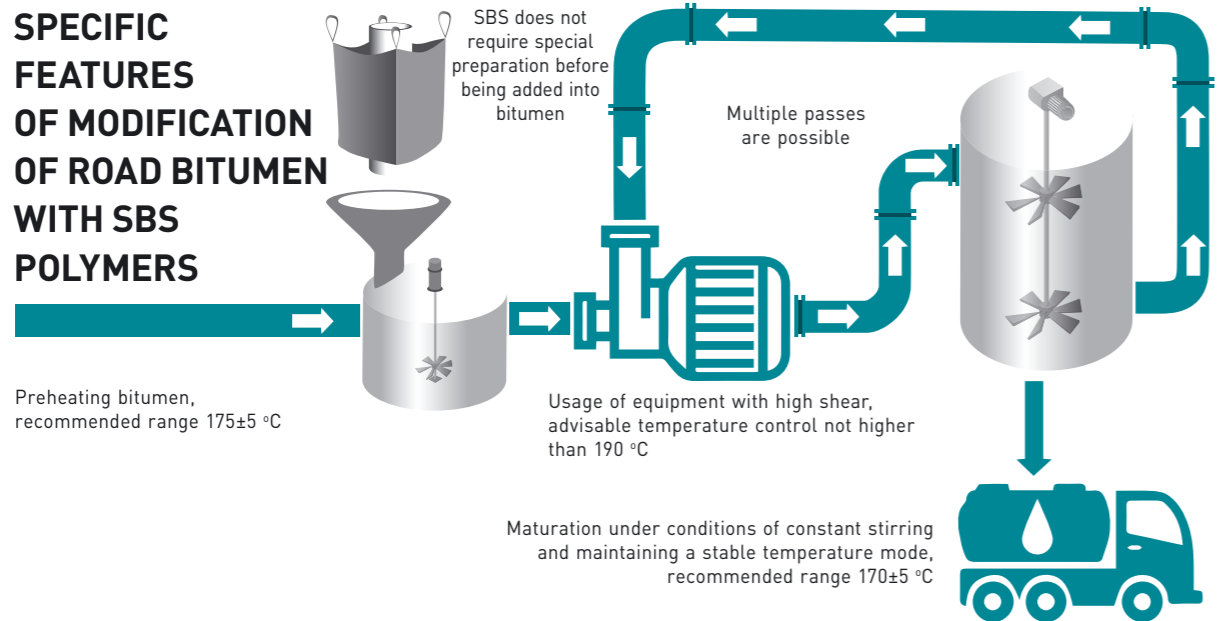 SPECIFIC
FEATURES
OF MODIFICATION
OF ROAD BITUMEN
WITH SBS
POLYMERS
SBS does not
require special
preparation before
being added into
bitumen
Multiple passes
are possible
Preheating bitumen,
recommended range 175±5 ºC
Usage of equipment with high shear,
advisable temperature control not higher
than 190 ºC
Maturation under conditions of constant stirring
and maintaining a stable temperature mode,
recommended range 170±5 ºC